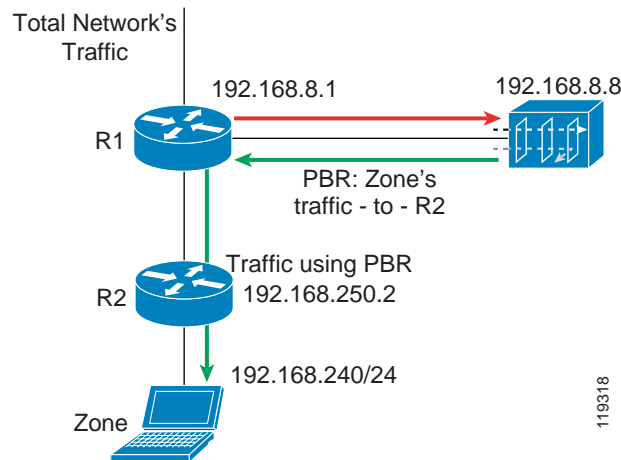 Total Network's
Traffic
192.168.8.1
192.168.8.8
R1
PBR: Zone's
traffic - to - R2
Traffic using PBR
R2
192.168.250.2
192.168.240/24
Zone
119318